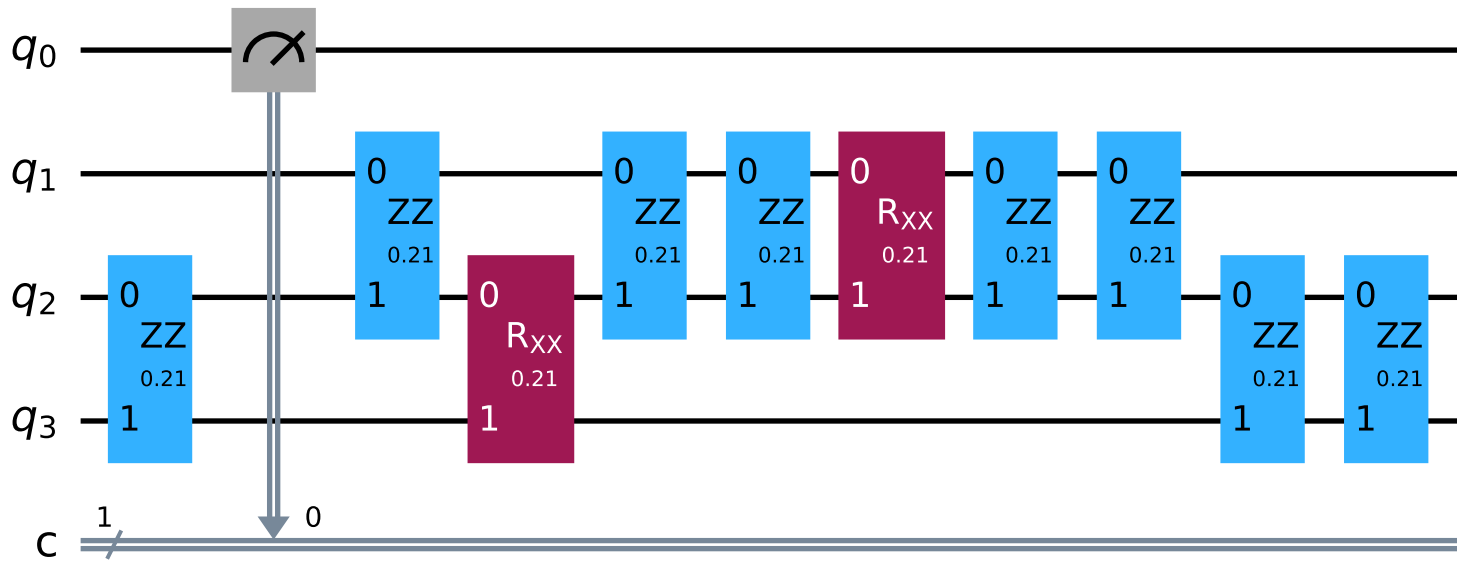 q0
0 0 0 0 0 0
q1
ZZ ZZ ZZ RXX ZZ ZZ
0.21 0.21 0.21 0.21 0.21 0.21
0 1 0 1 1 1 1 1 0 0
q2
ZZ RXX ZZ ZZ
0.21 0.21 0.21 0.21
1 1 1 1
q3
1 0
c